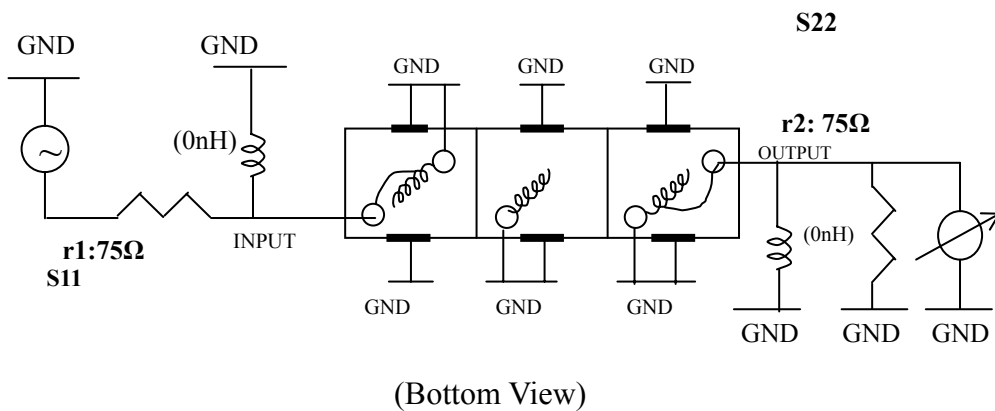 S22
GND
GND
GND
GND
GND
(0nH)
r2: 75Ω
OUTPUT
INPUT
(0nH)
r1:75Ω
S11
GND
GND
GND
GND
GND
GND
(Bottom View)